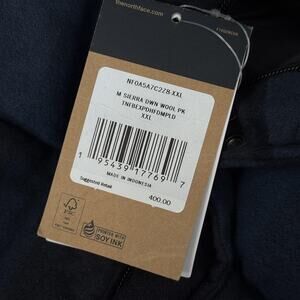 thenorthface.com
NF0A5A7C2Z8-XXL
M SIERRA DWN WOOL PK
TNFBEXPDHFDMPLD
XXL
1 95439 17769 7
MADE IN INDONESIA
Suggested Retail
400.00
FSC
PRINTED WITH
SOY INK